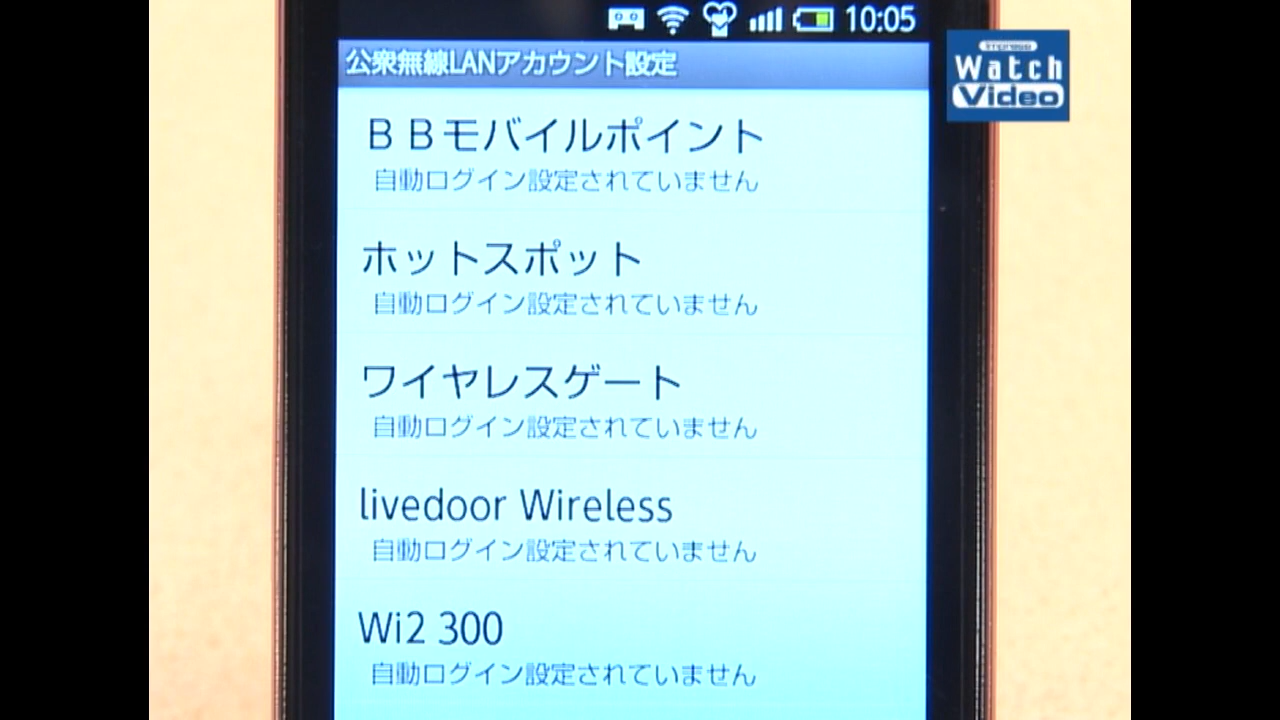 10:05
公衆無線LANアカウント設定
impress
Watch
Video
ＢＢモバイルポイント
自動ログイン設定されていません
ホットスポット
自動ログイン設定されていません
ワイヤレスゲート
自動ログイン設定されていません
livedoor Wireless
自動ログイン設定されていません
Wi2 300
自動ログイン設定されていません